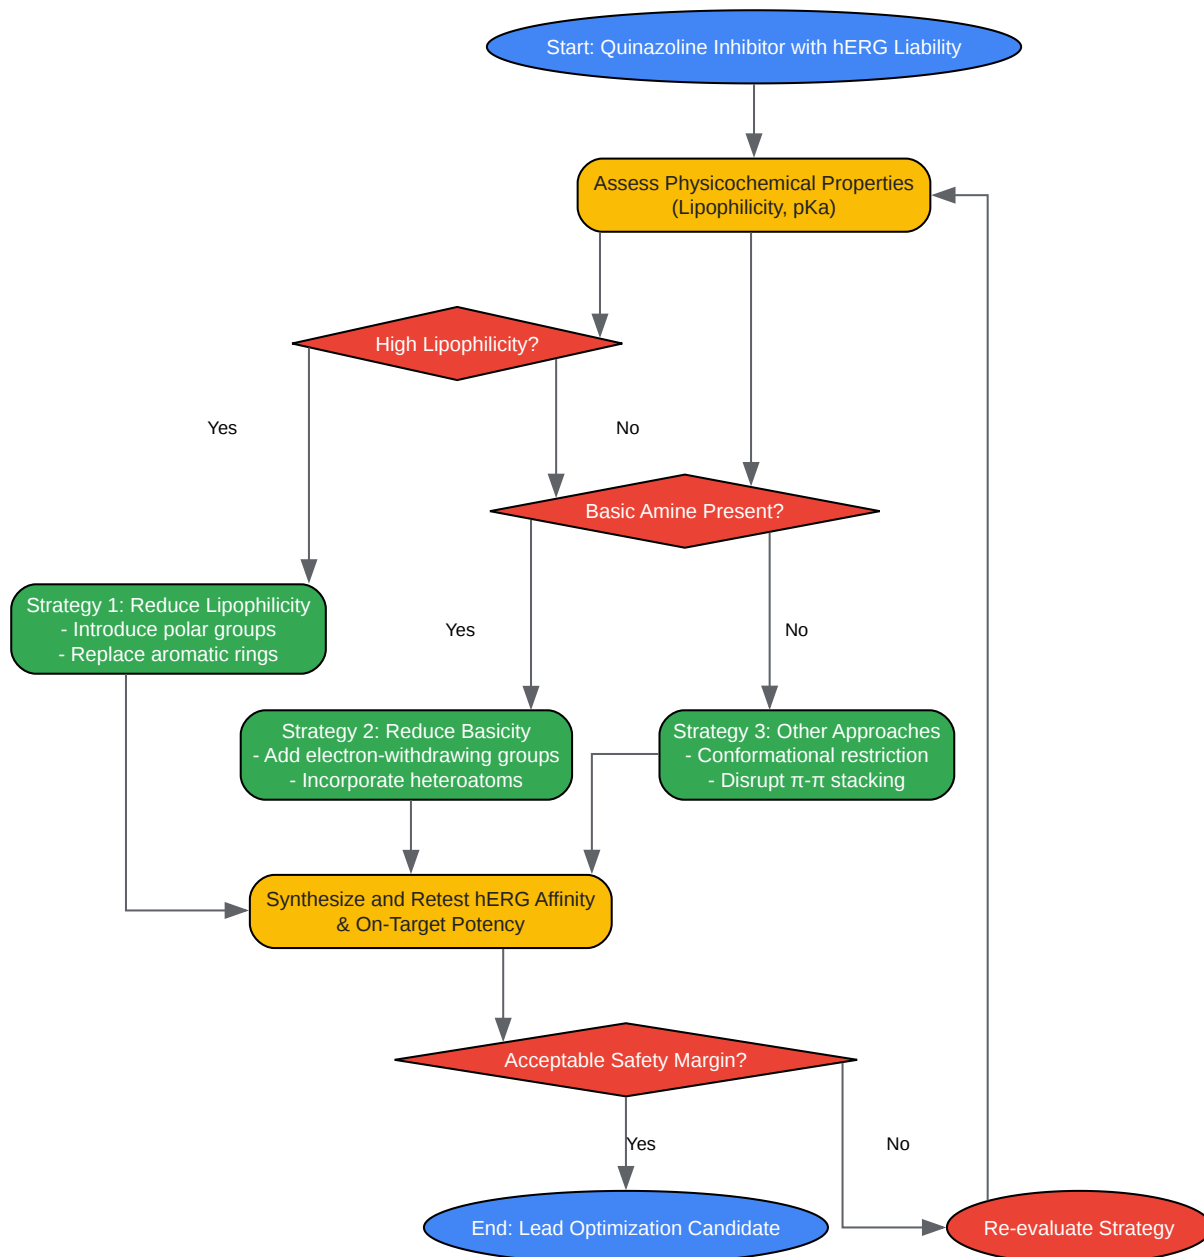 Start: Quinazoline Inhibitor with hERG Liability
Assess Physicochemical Properties
(Lipophilicity, pKa)
High Lipophilicity?
Yes
No
Basic Amine Present?
Strategy 1: Reduce Lipophilicity
- Introduce polar groups
- Replace aromatic rings
Yes
No
Strategy 2: Reduce Basicity
- Add electron-withdrawing groups
- Incorporate heteroatoms
Strategy 3: Other Approaches
- Conformational restriction
- Disrupt π-π stacking
Synthesize and Retest hERG Affinity
& On-Target Potency
Acceptable Safety Margin?
Yes
No
End: Lead Optimization Candidate
Re-evaluate Strategy